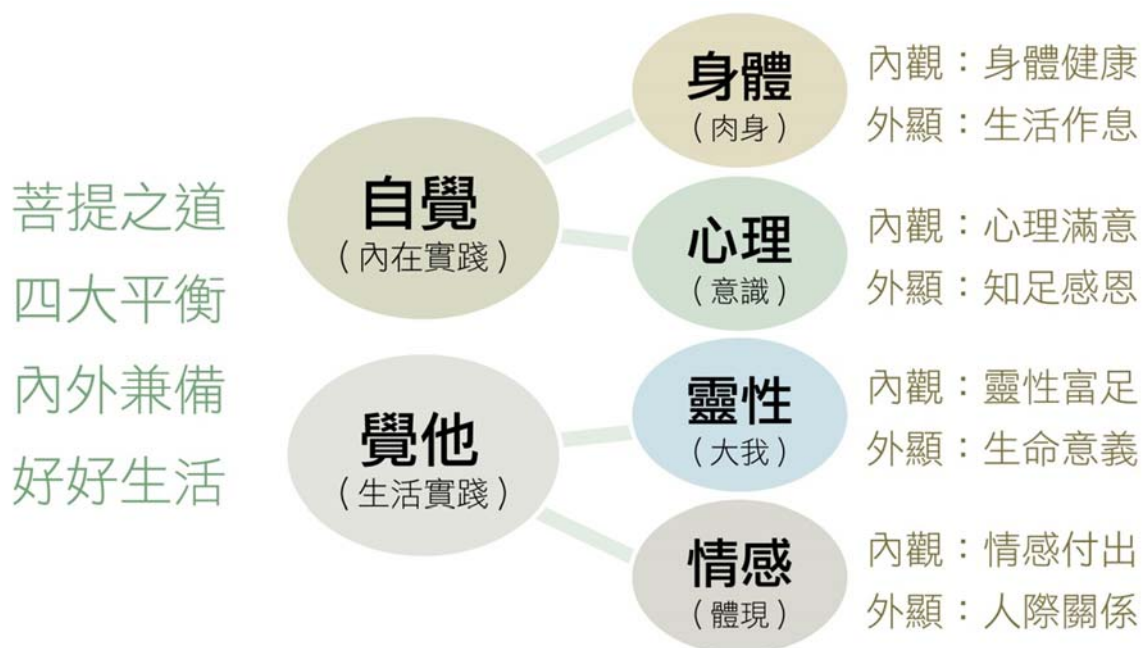 菩提之道
四大平衡
內外兼備
好好生活
自覺
（內在實踐）
身體
（肉身）
內觀：身體健康
外顯：生活作息
心理
（意識）
內觀：心理滿意
外顯：知足感恩
覺他
（生活實踐）
靈性
（大我）
內觀：靈性富足
外顯：生命意義
情感
（體現）
內觀：情感付出
外顯：人際關係